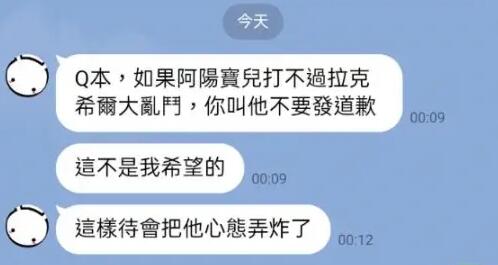 今天
Q本，如果阿陽寶兒打不過拉克
希爾大亂鬥，你叫他不要發道歉
00:09
這不是我希望的
00:09
這樣待會把他心態弄炸了
00:12